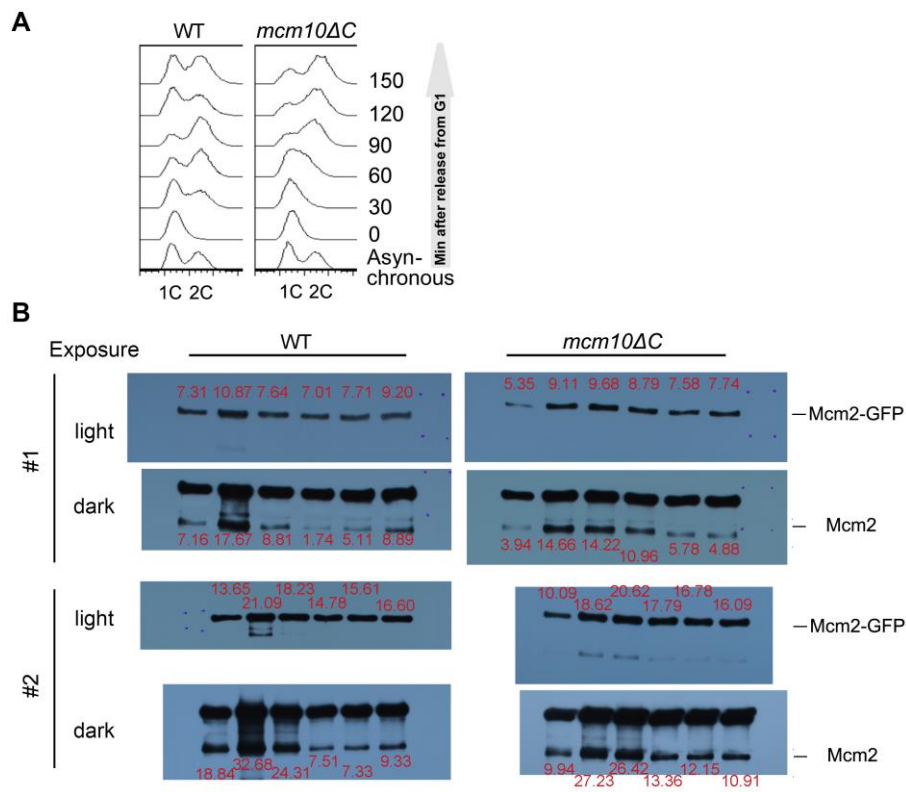 A
WT mcm10ΔC
150
120
90
60
30
0
Asyn-
chronous
Min after release from G1
1C 2C 1C 2C
B
Exposure WT mcm10ΔC
#1
light
7.31 10.87 7.64 7.01 7.71 9.20
5.35 9.11 9.68 8.79 7.58 7.74
Mcm2-GFP
dark
7.16 17.67 8.81 1.74 5.11 8.89
3.94 14.66 14.22 10.96 5.78 4.88
Mcm2
#2
light
13.65 21.09 18.23 14.78 15.61 16.60
10.09 18.62 20.62 17.79 16.78 16.09
Mcm2-GFP
dark
18.84 32.68 24.31 7.51 7.33 9.33
9.94 27.23 26.42 13.36 12.15 10.91
Mcm2